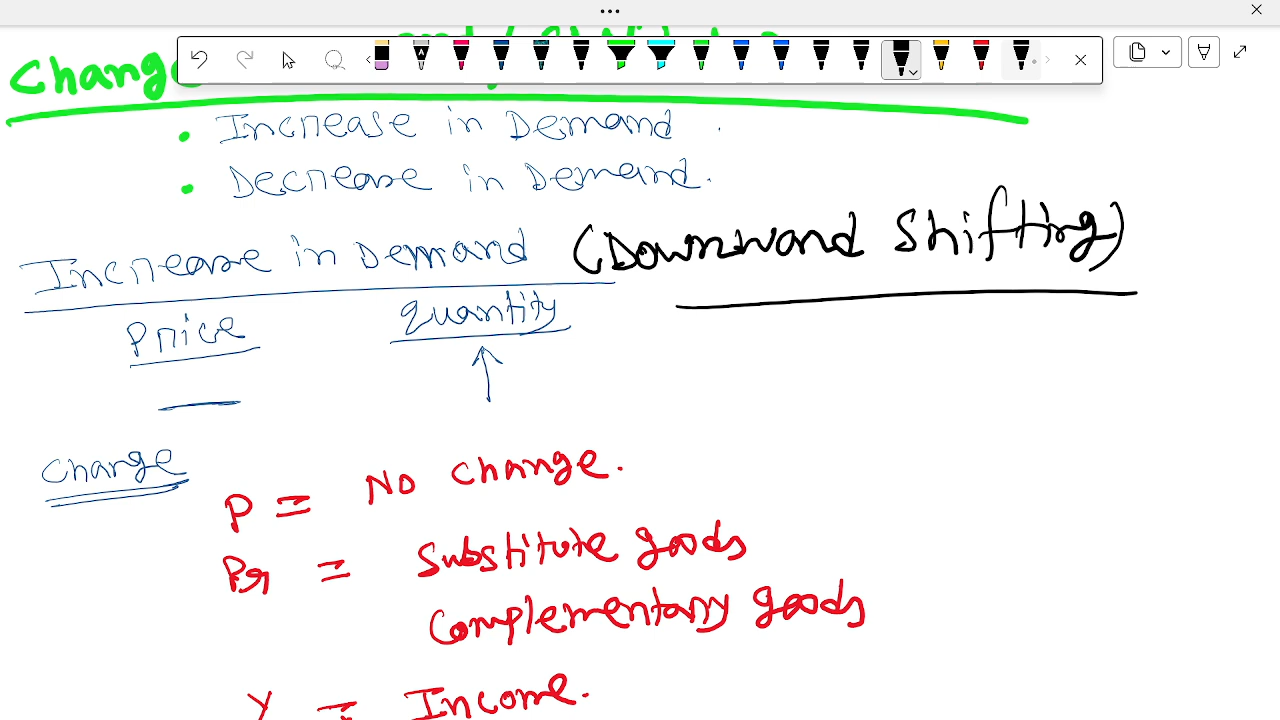 Change
• Increase in Demand
• Decrease in Demand.
Increase in Demand (Downward Shifting)
Price Quantity
— ↑
Change
P = No change.
Pr = Substitute goods
Complementary goods
Y = Income.